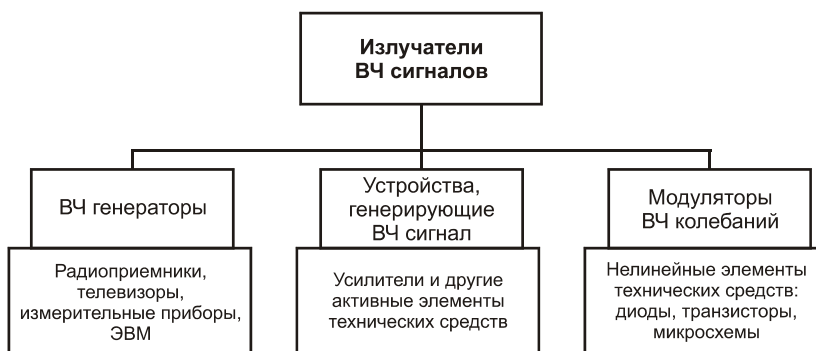 Излучатели
ВЧ сигналов
ВЧ генераторы
Радиоприемники,
телевизоры,
измерительные приборы,
ЭВМ
Устройства,
генерирующие
ВЧ сигнал
Усилители и другие
активные элементы
технических средств
Модуляторы
ВЧ колебаний
Нелинейные элементы
технических средств:
диоды, транзисторы,
микросхемы